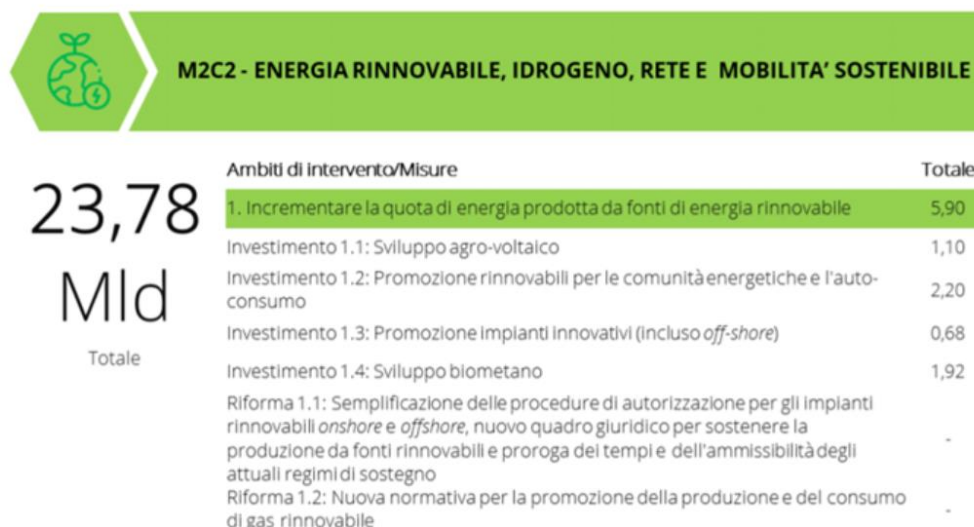 M2C2 - ENERGIA RINNOVABILE, IDROGENO, RETE E MOBILITA’ SOSTENIBILE
23,78
Mld
Totale
Ambiti di intervento/Misure Totale
1. Incrementare la quota di energia prodotta da fonti di energia rinnovabile 5,90
Investimento 1.1: Sviluppo agro-voltaico 1,10
Investimento 1.2: Promozione rinnovabili per le comunità energetiche e l'auto-
consumo 2,20
Investimento 1.3: Promozione impianti innovativi (incluso off-shore) 0,68
Investimento 1.4: Sviluppo biometano 1,92
Riforma 1.1: Semplificazione delle procedure di autorizzazione per gli impianti
rinnovabili onshore e offshore, nuovo quadro giuridico per sostenere la
produzione da fonti rinnovabili e proroga dei tempi e dell'ammissibilità degli
attuali regimi di sostegno -
Riforma 1.2: Nuova normativa per la promozione della produzione e del consumo
di gas rinnovabile -